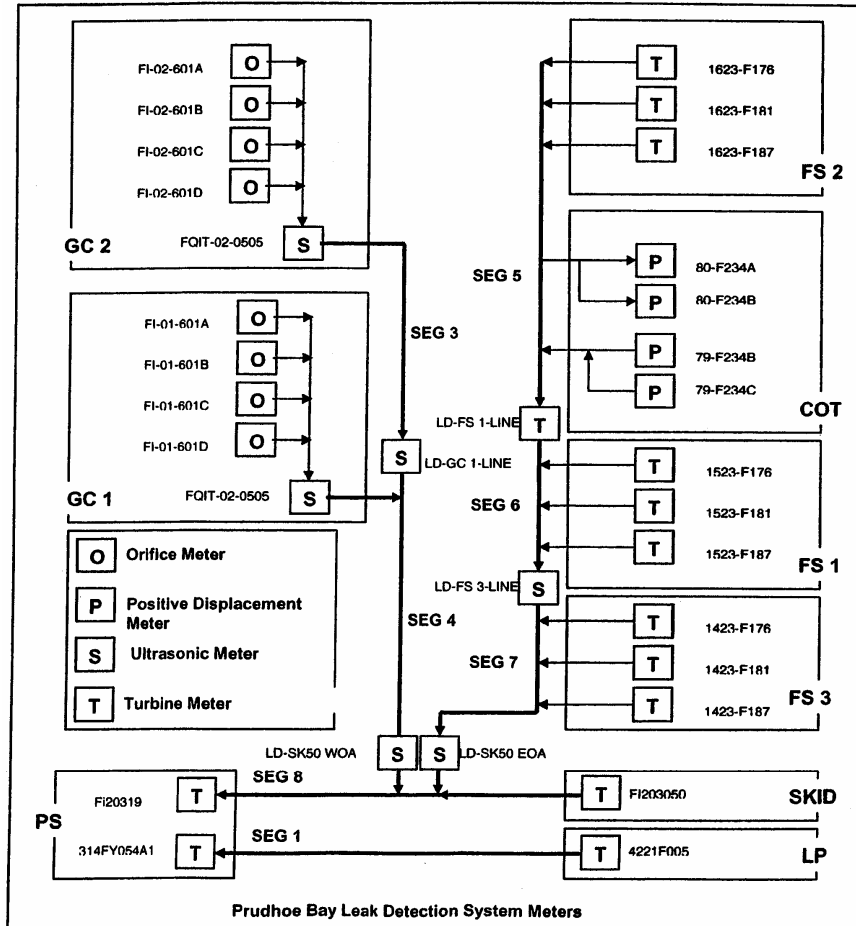 FI-02-601A
O
FI-02-601B
O
FI-02-601C
O
FI-02-601D
O
FQIT-02-0505
S
GC 2
FI-01-601A
O
FI-01-601B
O
FI-01-601C
O
FI-01-601D
O
FQIT-02-0505
S
GC 1
SEG 3
S
LD-GC 1-LINE
SEG 4
O
Orifice Meter
P
Positive Displacement
Meter
S
Ultrasonic Meter
T
Turbine Meter
T
1623-F176
T
1623-F181
T
1623-F187
FS 2
SEG 5
P
80-F234A
P
80-F234B
P
79-F234B
P
79-F234C
COT
LD-FS 1-LINE
T
SEG 6
T
1523-F176
T
1523-F181
T
1523-F187
FS 1
LD-FS 3-LINE
S
SEG 7
T
1423-F176
T
1423-F181
T
1423-F187
FS 3
LD-SK50 WOA
S
S
LD-SK50 EOA
SEG 8
PS
Fi20319
T
T
FI203050
SKID
314FY054A1
T
SEG 1
T
4221F005
LP
Prudhoe Bay Leak Detection System Meters